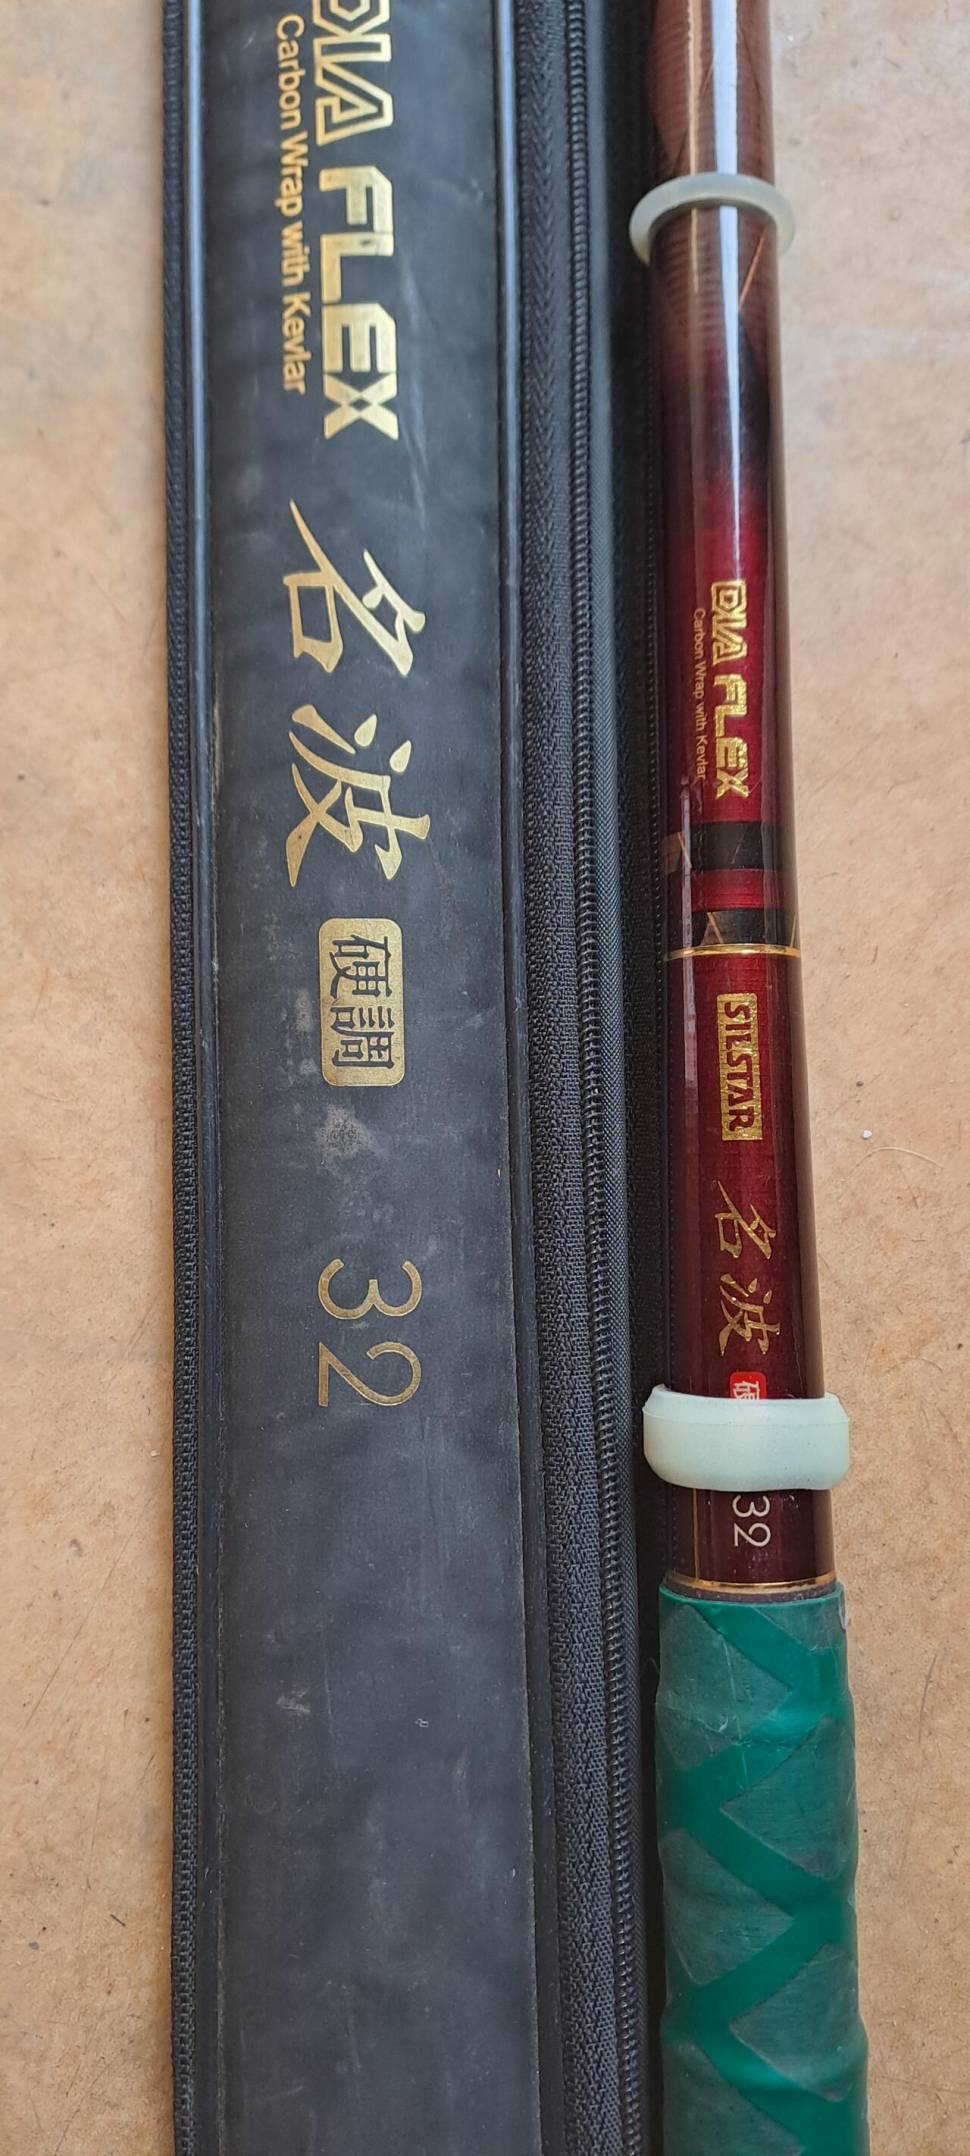 DIA FLEX
Carbon Wrap with Kevlar
名波
硬調
32
DIA FLEX
Carbon Wrap with Kevlar
SILSTAR
名波
硬
32